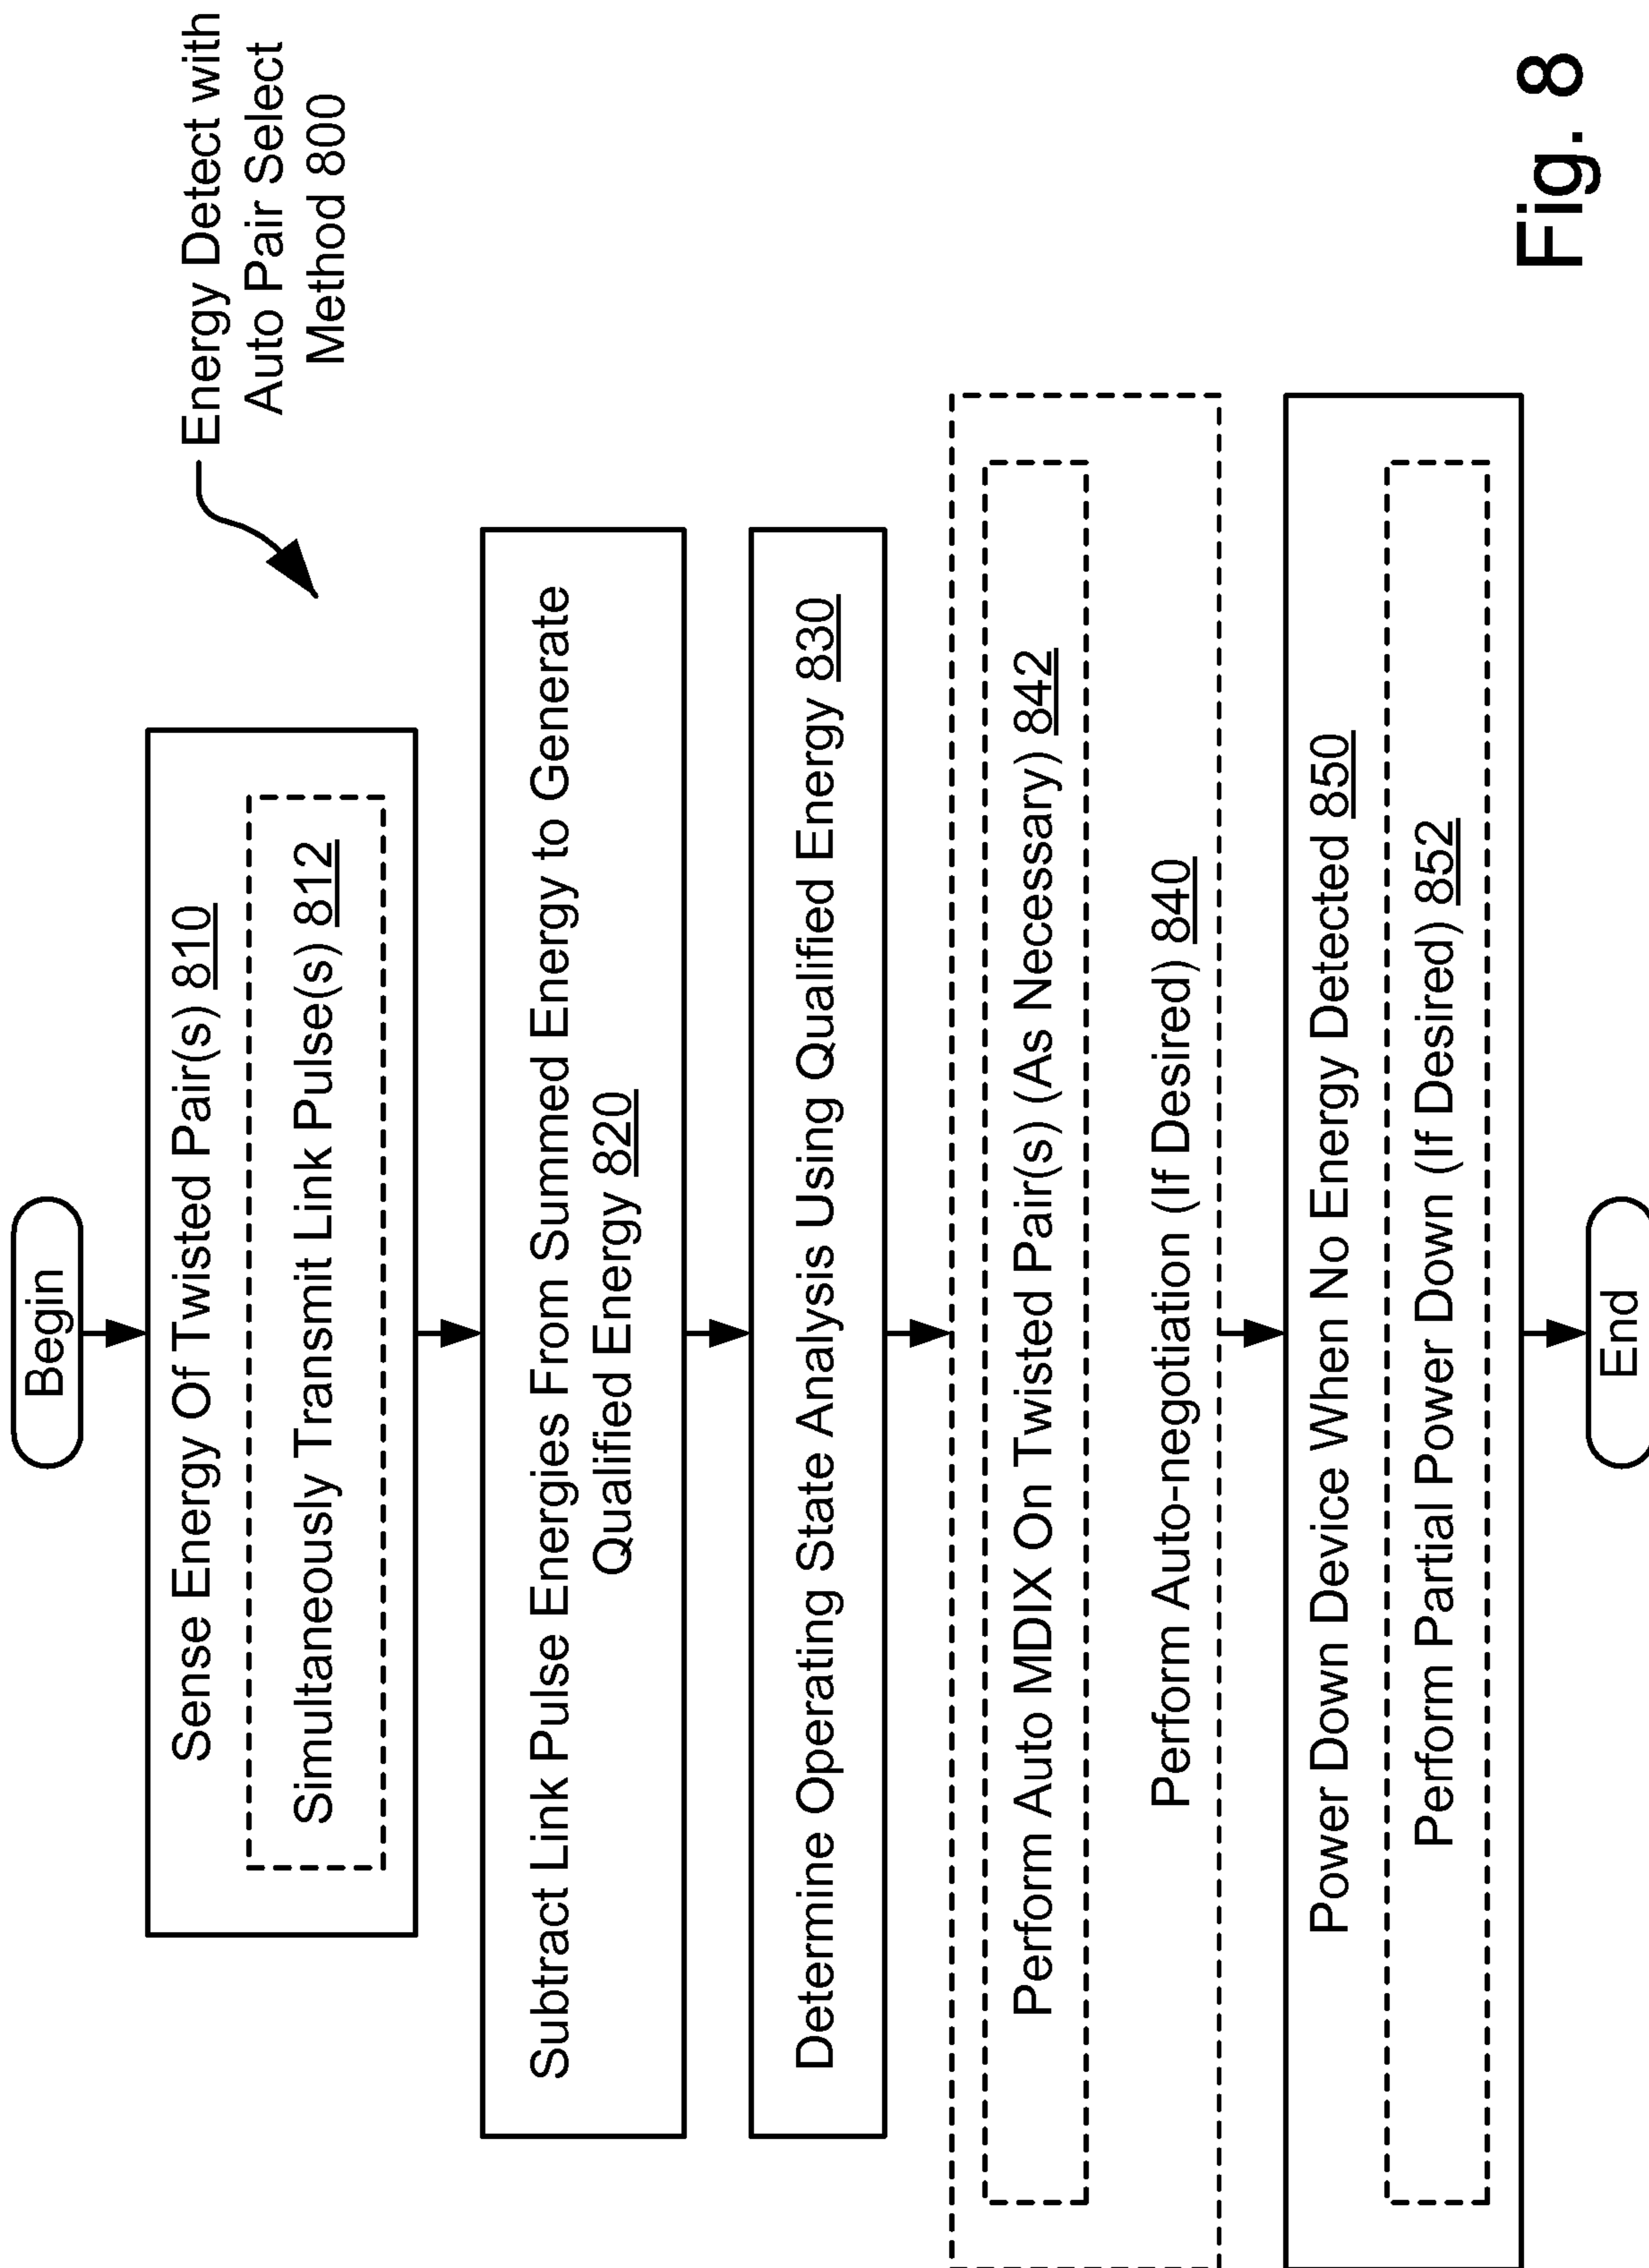 Begin
Energy Detect with
Auto Pair Select
Method 800
Sense Energy Of Twisted Pair(s) 810
Simultaneously Transmit Link Pulse(s) 812
Subtract Link Pulse Energies From Summed Energy to Generate
Qualified Energy 820
Determine Operating State Analysis Using Qualified Energy 830
Perform Auto MDIX On Twisted Pair(s) (As Necessary) 842
Perform Auto-negotiation (If Desired) 840
Power Down Device When No Energy Detected 850
Perform Partial Power Down (If Desired) 852
End
Fig. 8